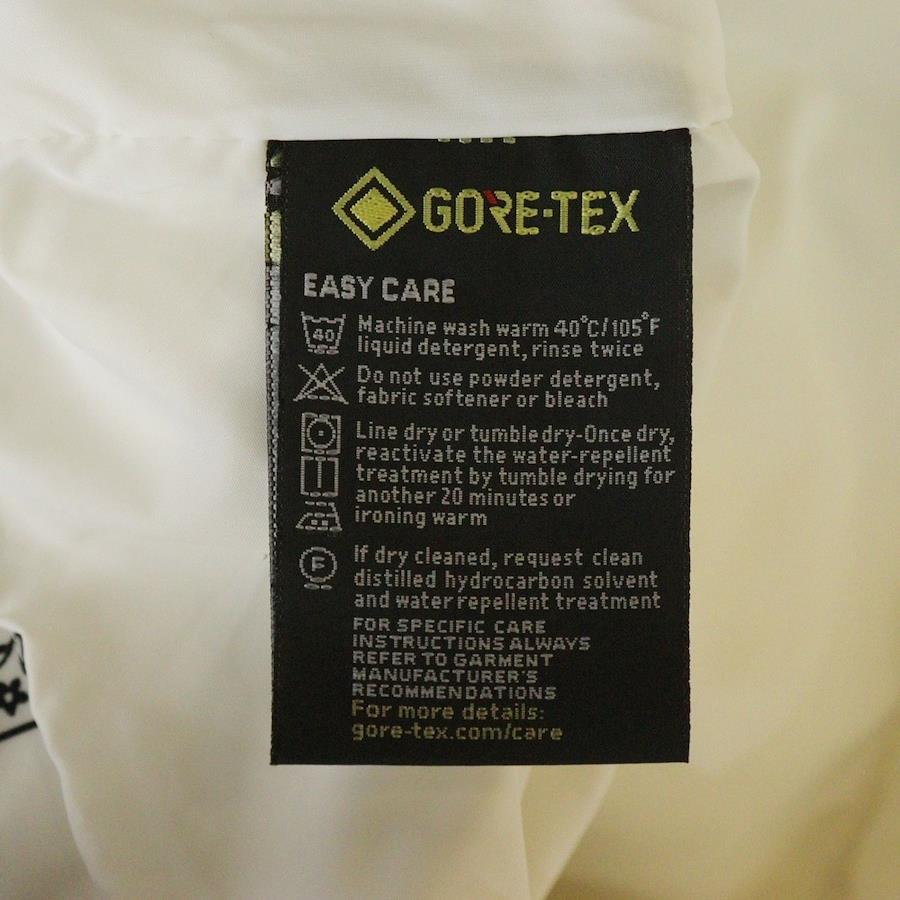 GORE-TEX
EASY CARE
40
Machine wash warm 40°C/105°F
liquid detergent, rinse twice
Do not use powder detergent,
fabric softener or bleach
Line dry or tumble dry-Once dry,
reactivate the water-repellent
treatment by tumble drying for
another 20 minutes or
ironing warm
F
If dry cleaned, request clean
distilled hydrocarbon solvent
and water repellent treatment
FOR SPECIFIC CARE
INSTRUCTIONS ALWAYS
REFER TO GARMENT
MANUFACTURER'S
RECOMMENDATIONS
For more details:
gore-tex.com/care